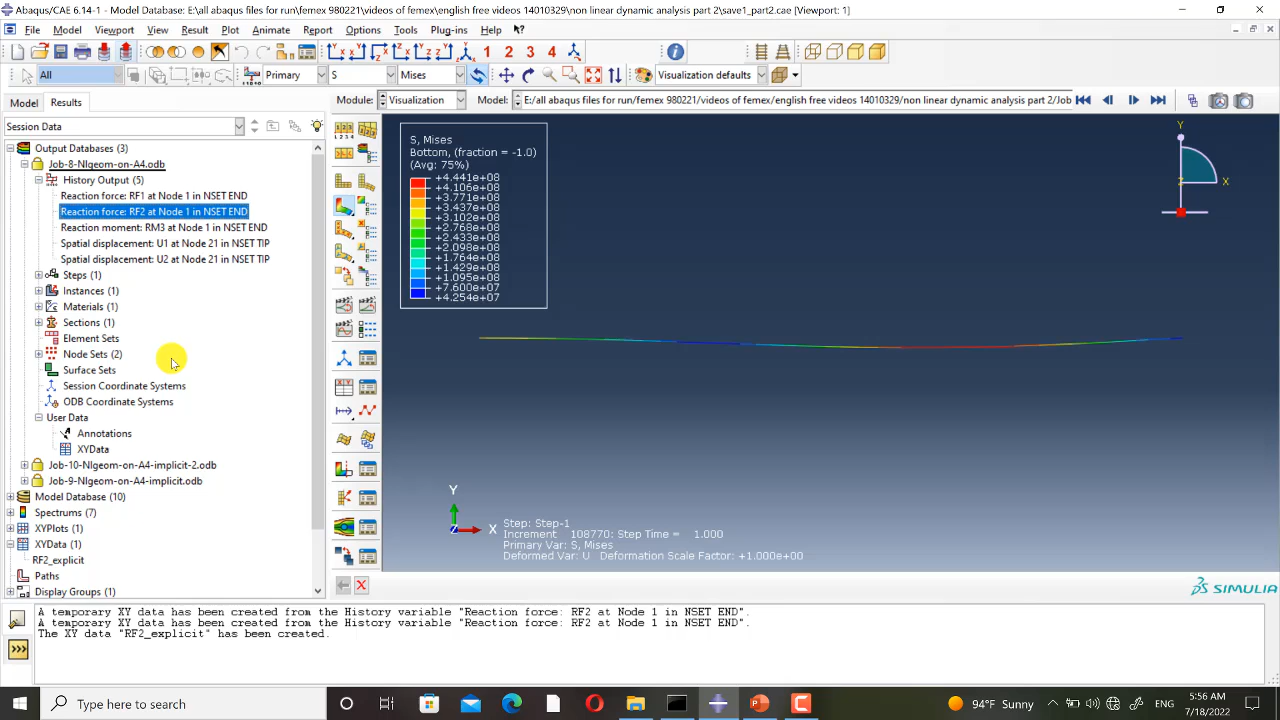 Abaqus/CAE 6.14-1 - Model Database: E:\all abaqus files for run\femex 980221\videos of femex\english free videos 14010329\non linear dynamic analysis part 2\save1_part2.cae [Viewport: 1]
File Model Viewport View Result Plot Animate Report Options Tools Plug-ins
1 2 3 4
All Primary S Mises Visualization defaults
Model Results
Module: Visualization Model: E:/all abaqus files for run/femex 980221/videos of femex/english free videos 14010329/non linear dynamic analysis part 2/Job
Session Data
Output Databases (3)
Job-8-Nlgeom-on-A4.odb
History Output (5)
Reaction force: RF1 at Node 1 in NSET END
Reaction force: RF2 at Node 1 in NSET END
Reaction moment: RM3 at Node 1 in NSET END
Spatial displacement: U1 at Node 21 in NSET TIP
Spatial displacement: U2 at Node 21 in NSET TIP
Steps (1)
Instances (1)
Materials (1)
Sections (1)
Element Sets
Node Sets (2)
Surface Sets
Session Coordinate Systems
ODB Coordinate Systems
User Data
Annotations
XYData
Job-10-Nlgeom-on-A4-implicit-2.odb
Job-9-Nlgeom-on-A4-implicit.odb
Model Database (10)
Spectrums (7)
XYPlots (1)
XYData (1)
RF2_explicit
Paths
Display Groups (1)
S, Mises
Bottom, (fraction = -1.0)
(Avg: 75%)
+4.441e+08
+4.106e+08
+3.771e+08
+3.437e+08
+3.102e+08
+2.768e+08
+2.433e+08
+2.098e+08
+1.764e+08
+1.429e+08
+1.095e+08
+7.600e+07
+4.254e+07
Y
X
Z
Y
Z X
Step: Step-1
Increment 108770: Step Time = 1.000
Primary Var: S, Mises
Deformed Var: U Deformation Scale Factor: +1.000e+00
SIMULIA
A temporary XY data has been created from the History variable "Reaction force: RF2 at Node 1 in NSET END".
A temporary XY data has been created from the History variable "Reaction force: RF2 at Node 1 in NSET END".
The XY data "RF2_explicit" has been created.
Type here to search
94°F Sunny
5:56 AM
7/18/2022